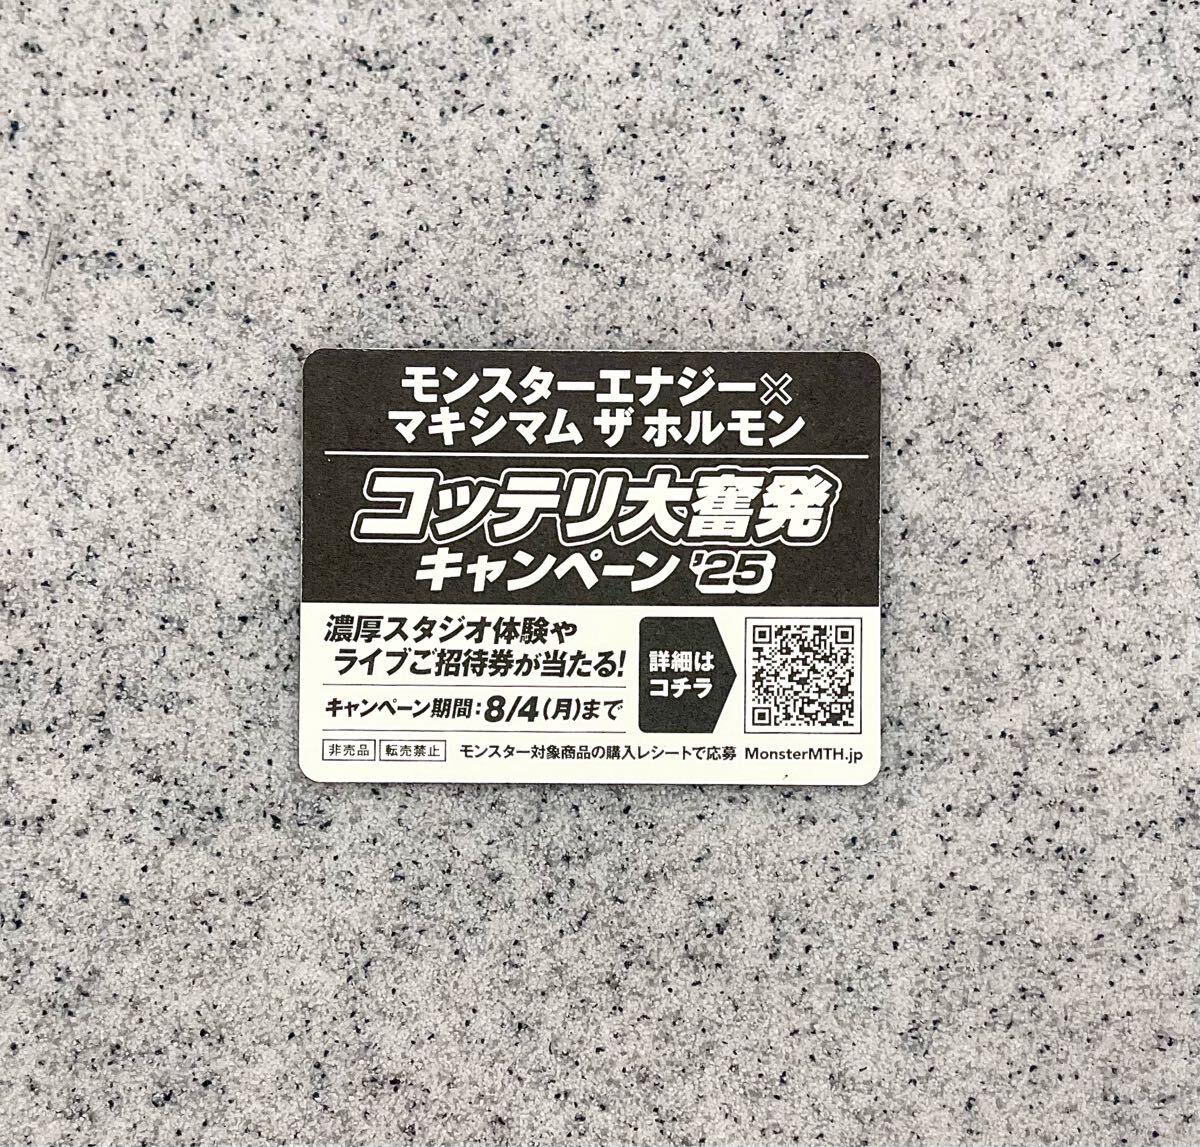 モンスターエナジー×
マキシマム ザ ホルモン
コッテリ大奮発
キャンペーン '25
濃厚スタジオ体験や
ライブご招待券が当たる!
キャンペーン期間:8/4(月)まで
詳細は
コチラ
非売品 転売禁止 モンスター対象商品の購入レシートで応募 MonsterMTH.jp